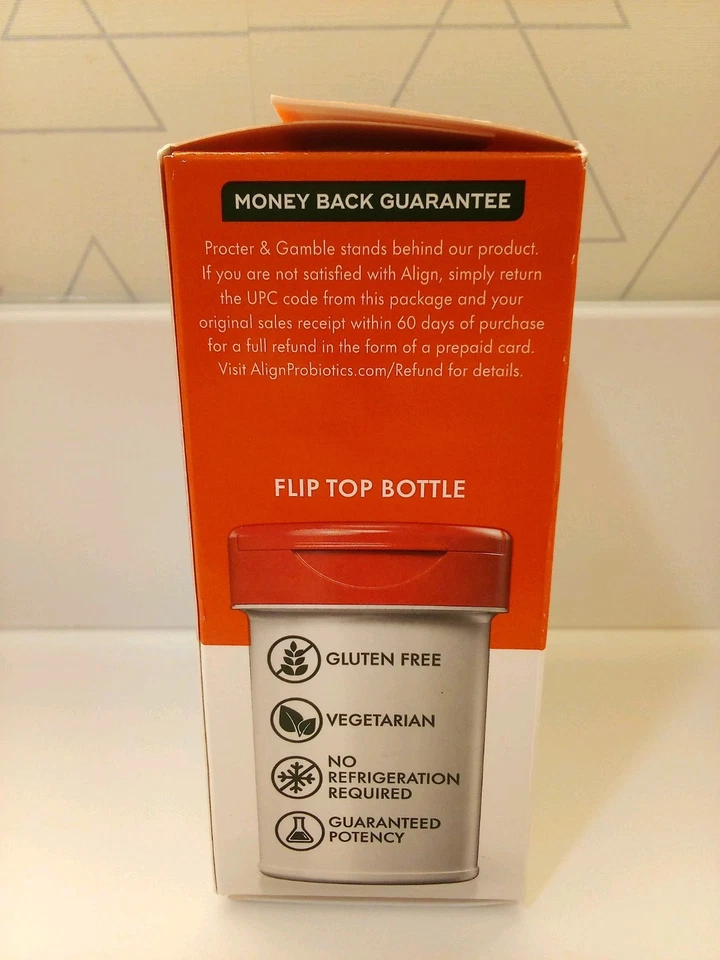 MONEY BACK GUARANTEE
Procter & Gamble stands behind our product.
If you are not satisfied with Align, simply return
the UPC code from this package and your
original sales receipt within 60 days of purchase
for a full refund in the form of a prepaid card.
Visit AlignProbiotics.com/Refund for details.
FLIP TOP BOTTLE
GLUTEN FREE
VEGETARIAN
NO
REFRIGERATION
REQUIRED
GUARANTEED
POTENCY